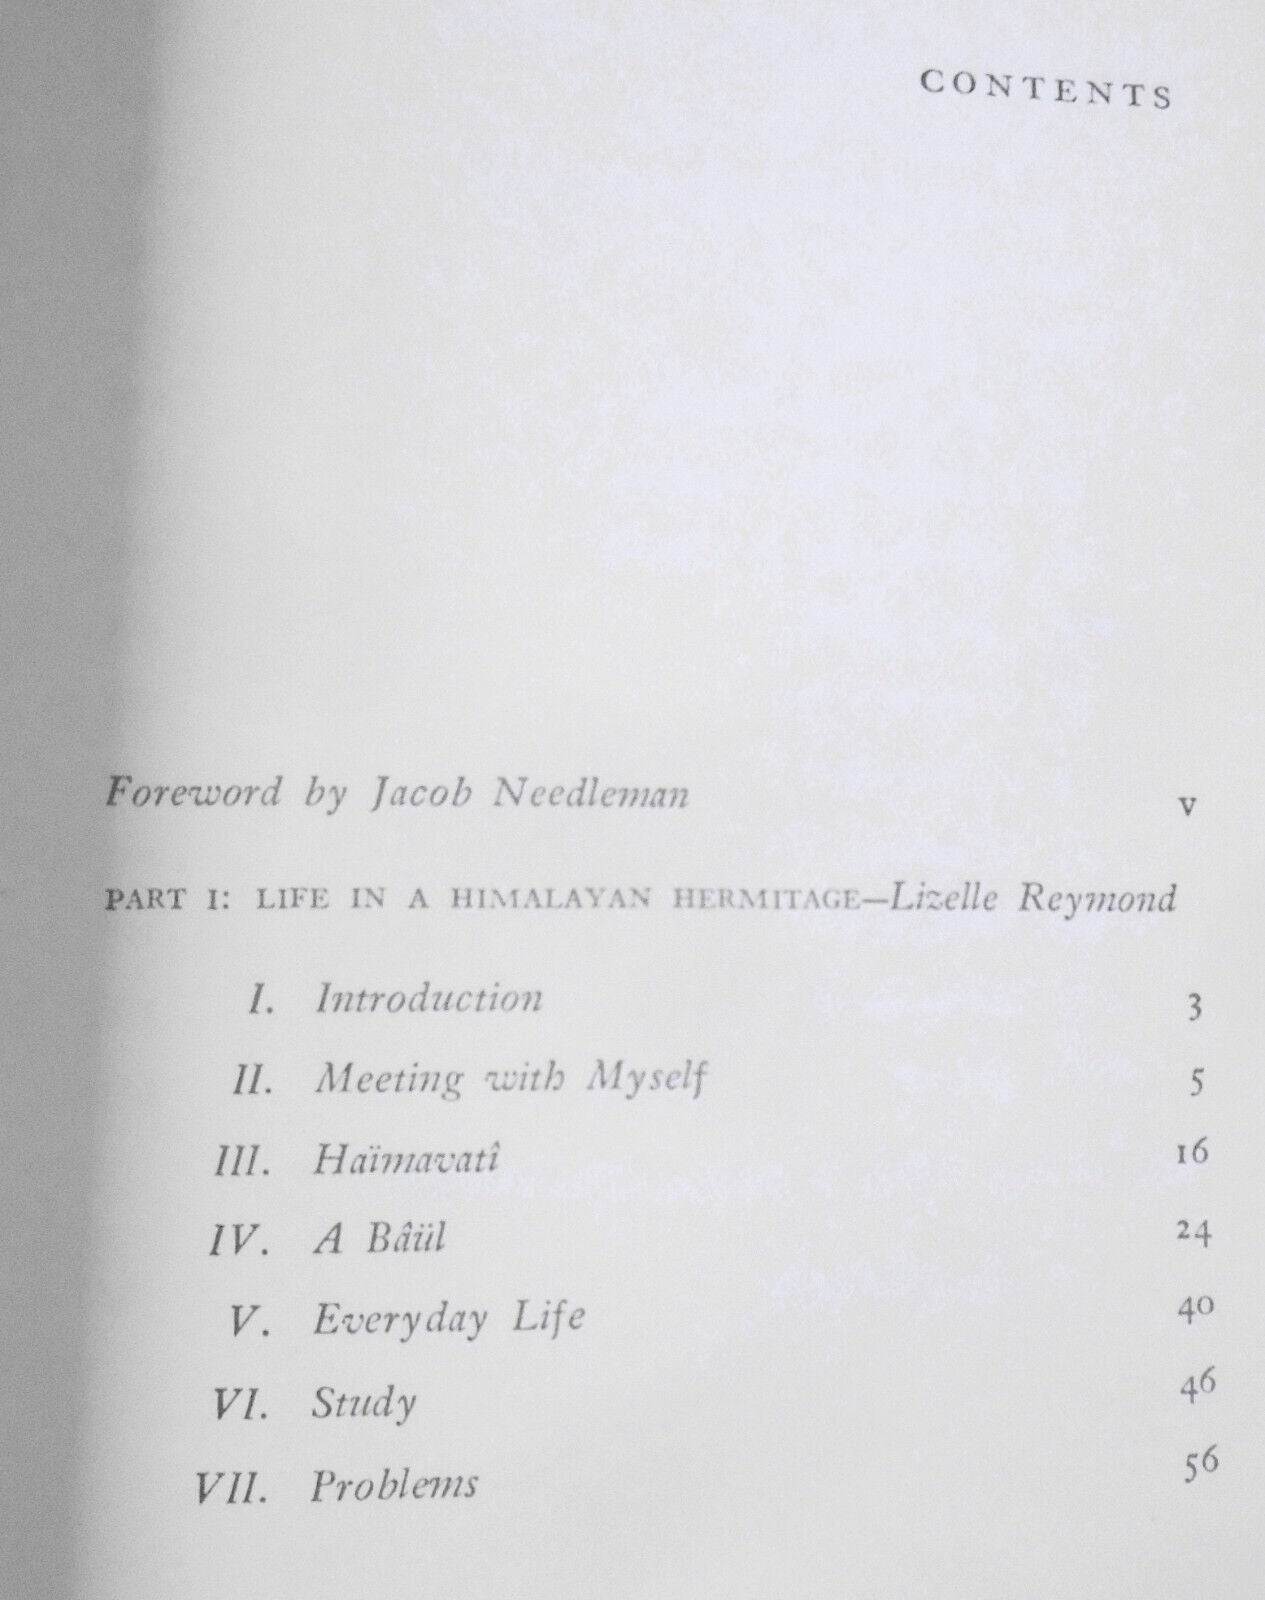 CONTENTS
Foreword by Jacob Needleman v
PART I: LIFE IN A HIMALAYAN HERMITAGE—Lizelle Reymond
I. Introduction 3
II. Meeting with Myself 5
III. Haïmavatî 16
IV. A Bâül 24
V. Everyday Life 40
VI. Study 46
VII. Problems 56